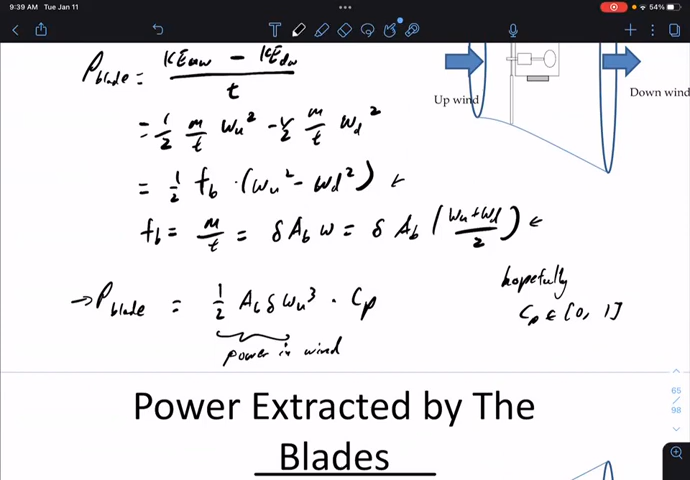 9:39 AM Tue Jan 11
54%
P_blade = (KE_uw − KE_dw) / t
= 1/2 m/t w_u² − 1/2 m/t w_d²
= 1/2 f_b · (w_u² − w_d²) ←
f_b = m/t = δ A_b w = δ A_b ((w_u + w_d) / 2) ←
→ P_blade = 1/2 A_b δ w_u³ · C_p
power in wind
hopefully
C_p ∈ [0, 1]
Up wind
Down wind
Power Extracted by The
Blades
65
/
98